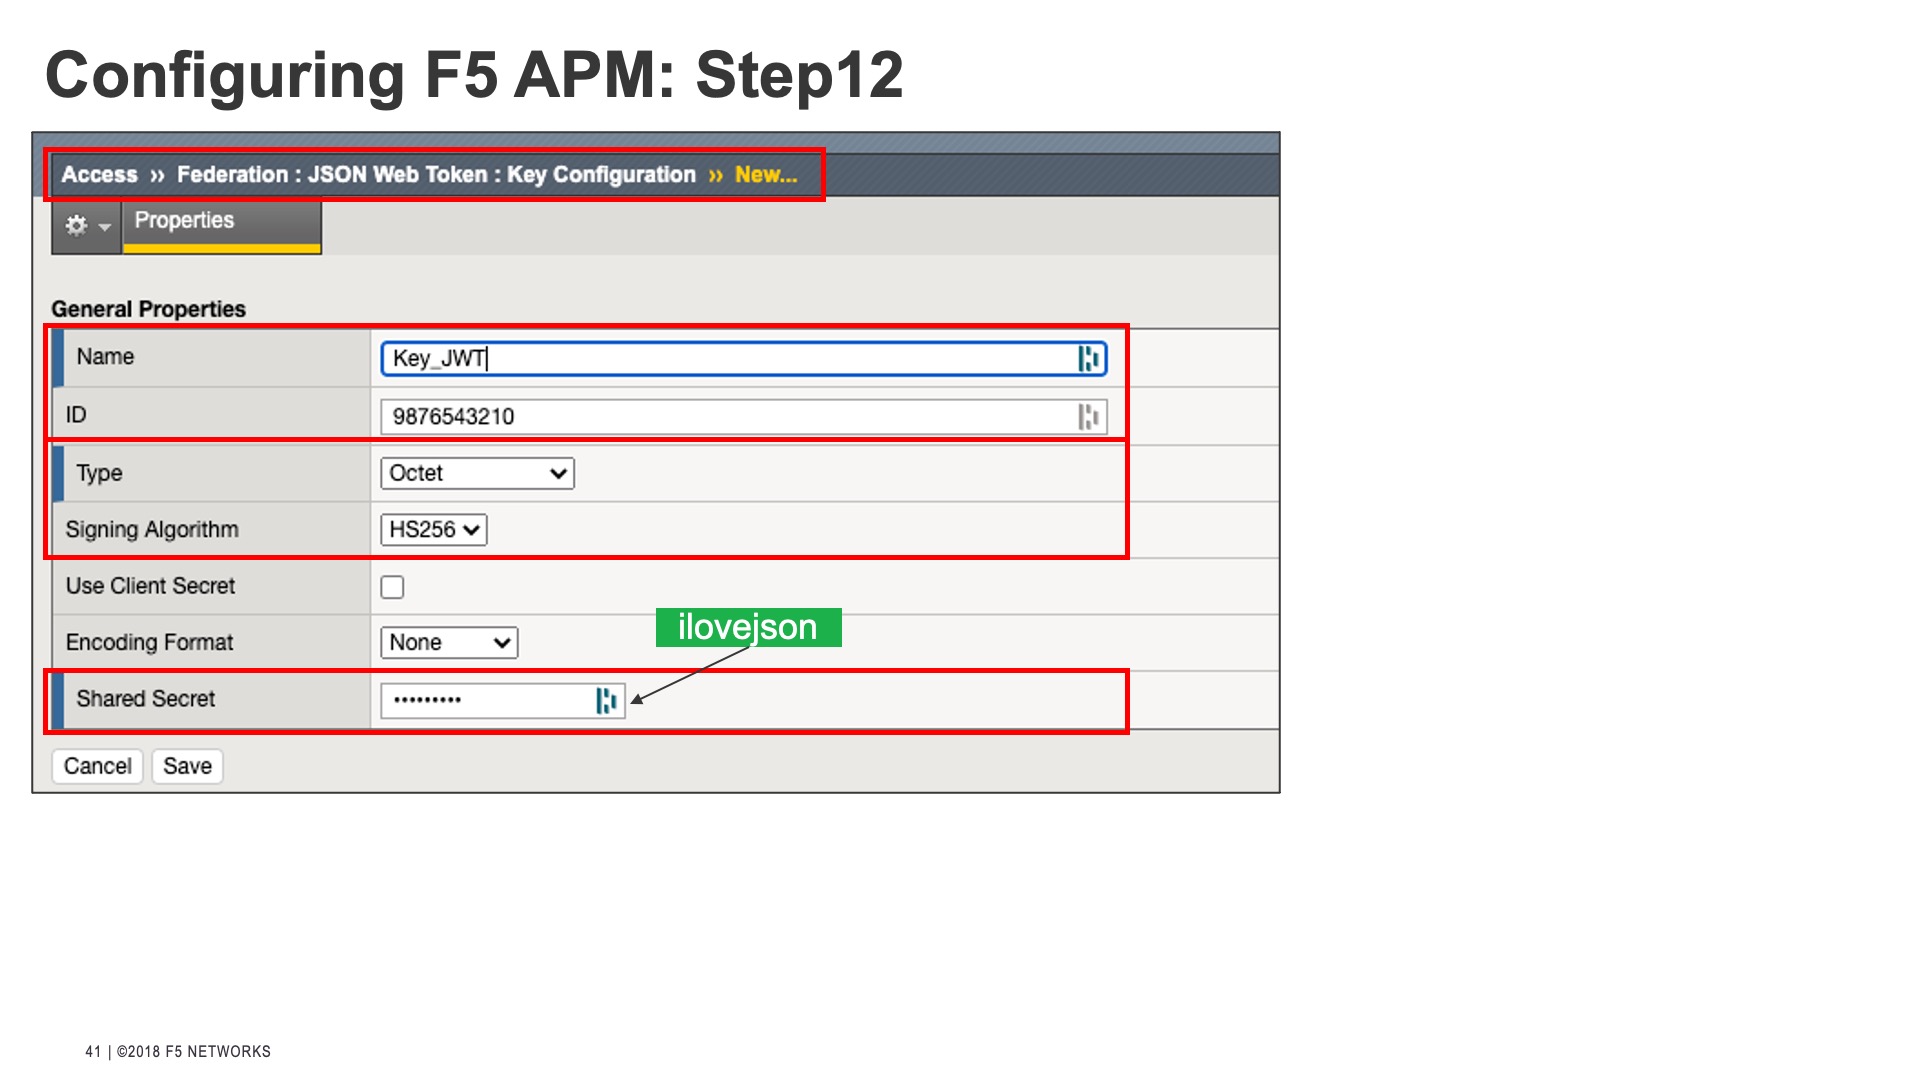 Configuring F5 APM: Step12
Access ›› Federation : JSON Web Token : Key Configuration ›› New...
Properties
General Properties
Name Key_JWT
ID 9876543210
Type Octet
Signing Algorithm HS256
Use Client Secret
ilovejson
Encoding Format None
Shared Secret •••••••••
Cancel Save
41 | ©2018 F5 NETWORKS